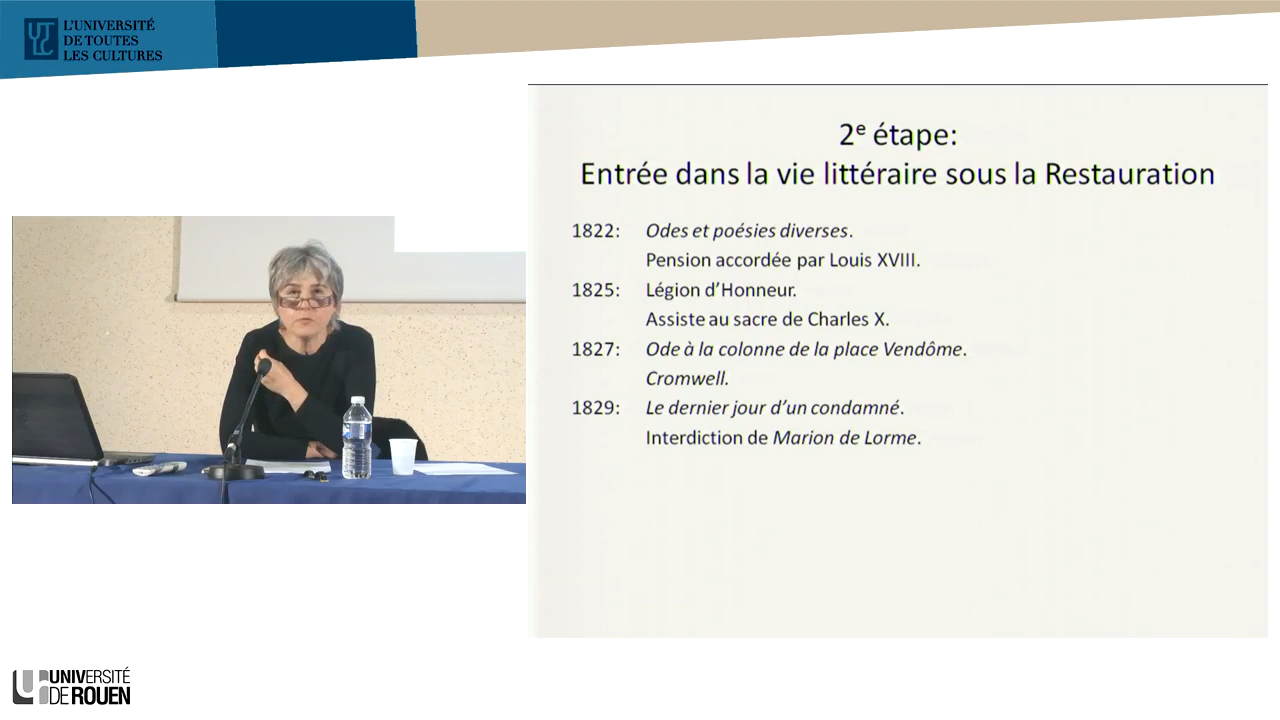 L'UNIVERSITÉ
DE TOUTES
LES CULTURES
2e étape:
Entrée dans la vie littéraire sous la Restauration
1822: Odes et poésies diverses.
Pension accordée par Louis XVIII.
1825: Légion d'Honneur.
Assiste au sacre de Charles X.
1827: Ode à la colonne de la place Vendôme.
Cromwell.
1829: Le dernier jour d'un condamné.
Interdiction de Marion de Lorme.
UNIVERSITÉ
DE ROUEN